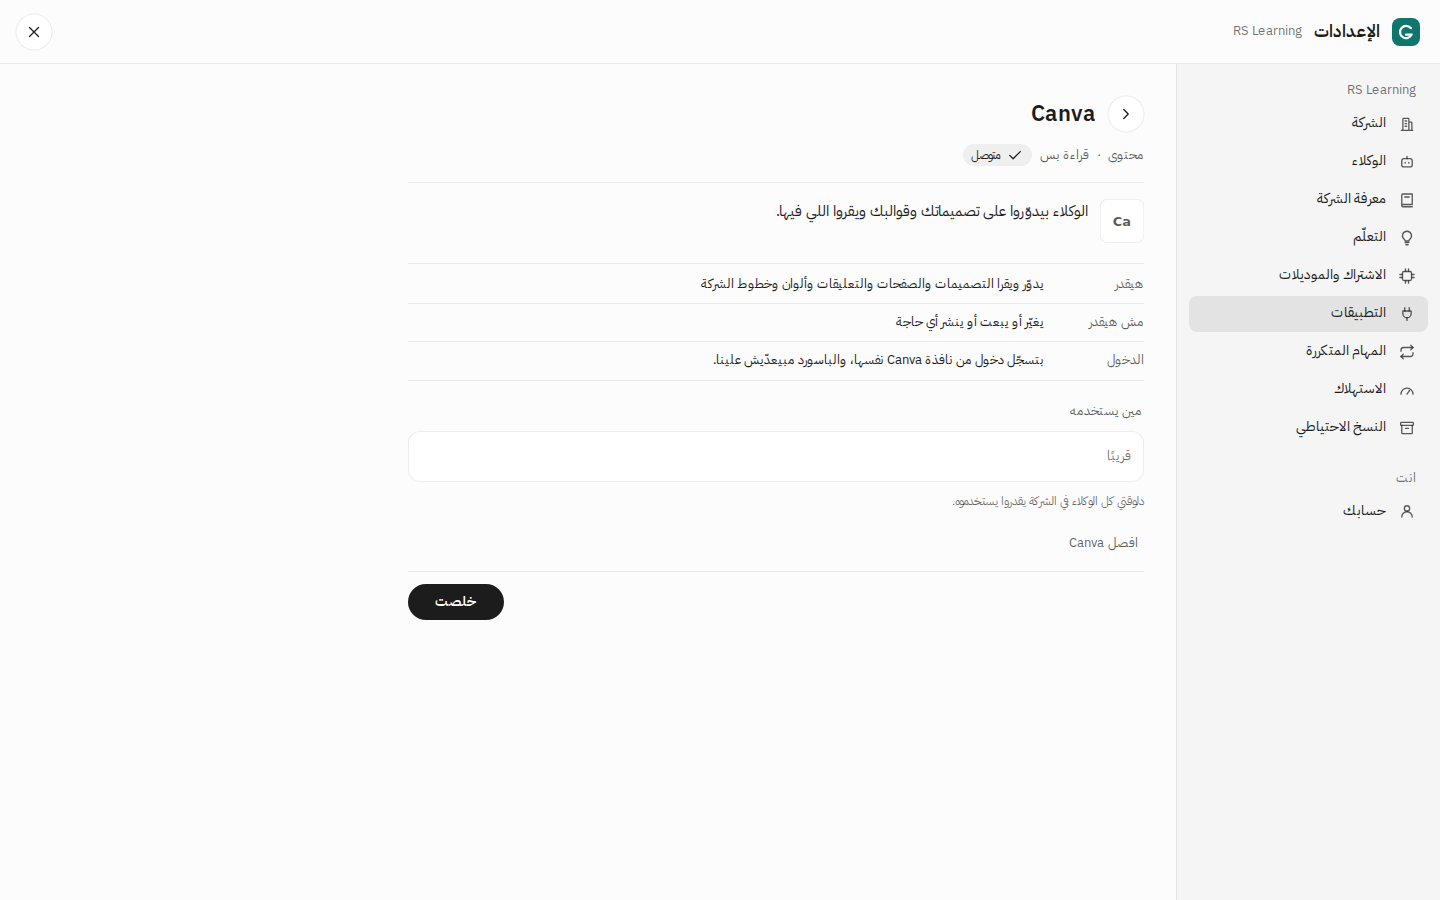 الإعدادات RS Learning
RS Learning
الشركة
الوكلاء
معرفة الشركة
التعلّم
الاشتراك والموديلات
التطبيقات
المهام المتكررة
الاستهلاك
النسخ الاحتياطي
انت
حسابك
Canva
محتوى · قراءة بس متوصل
Ca
الوكلاء بيدوّروا على تصميماتك وقوالبك ويقروا اللي فيها.
هيقدر يدوّر ويقرا التصميمات والصفحات والتعليقات وألوان وخطوط الشركة
مش هيقدر يغيّر أو يبعت أو ينشر أي حاجة
الدخول بتسجّل دخول من نافذة Canva نفسها، والباسورد مبيعدّيش علينا.
مين يستخدمه
قريبًا
دلوقتي كل الوكلاء في الشركة يقدروا يستخدموه.
افصل Canva
خلصت